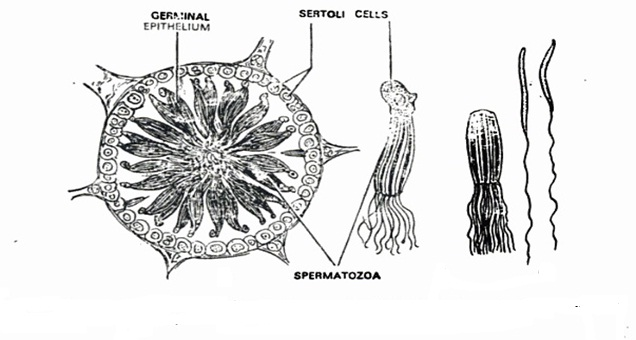 GERMINAL
EPITHELIUM
SERTOLI CELLS
SPERMATOZOA